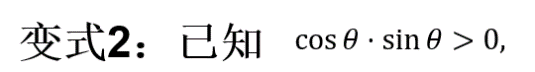 变式2：已知 cos θ · sin θ > 0,